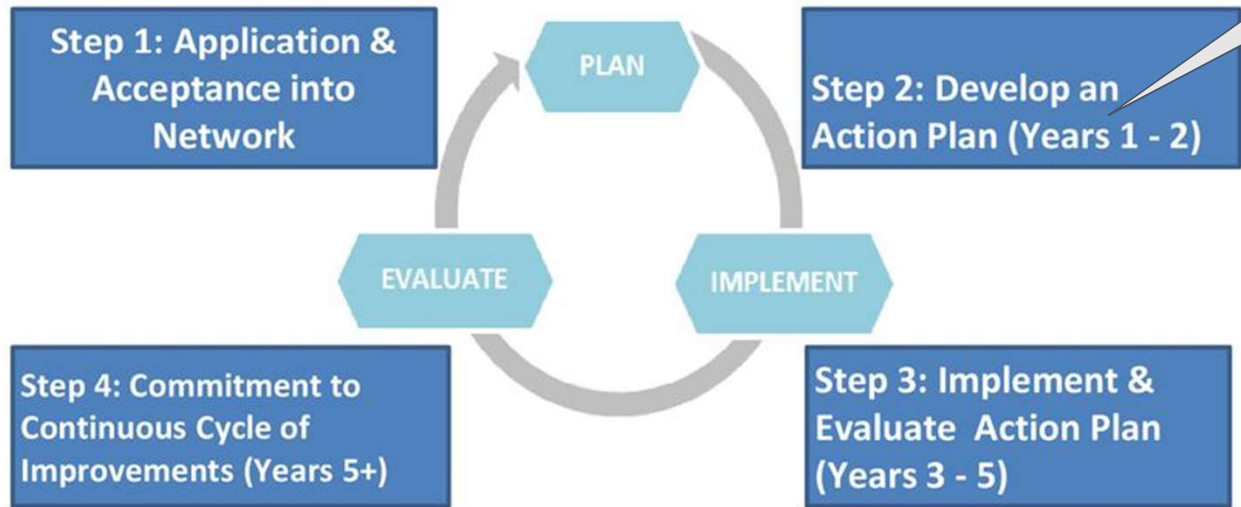 Step 1: Application &
Acceptance into
Network
PLAN
Step 2: Develop an
Action Plan (Years 1 - 2)
EVALUATE
IMPLEMENT
Step 4: Commitment to
Continuous Cycle of
Improvements (Years 5+)
Step 3: Implement &
Evaluate Action Plan
(Years 3 - 5)